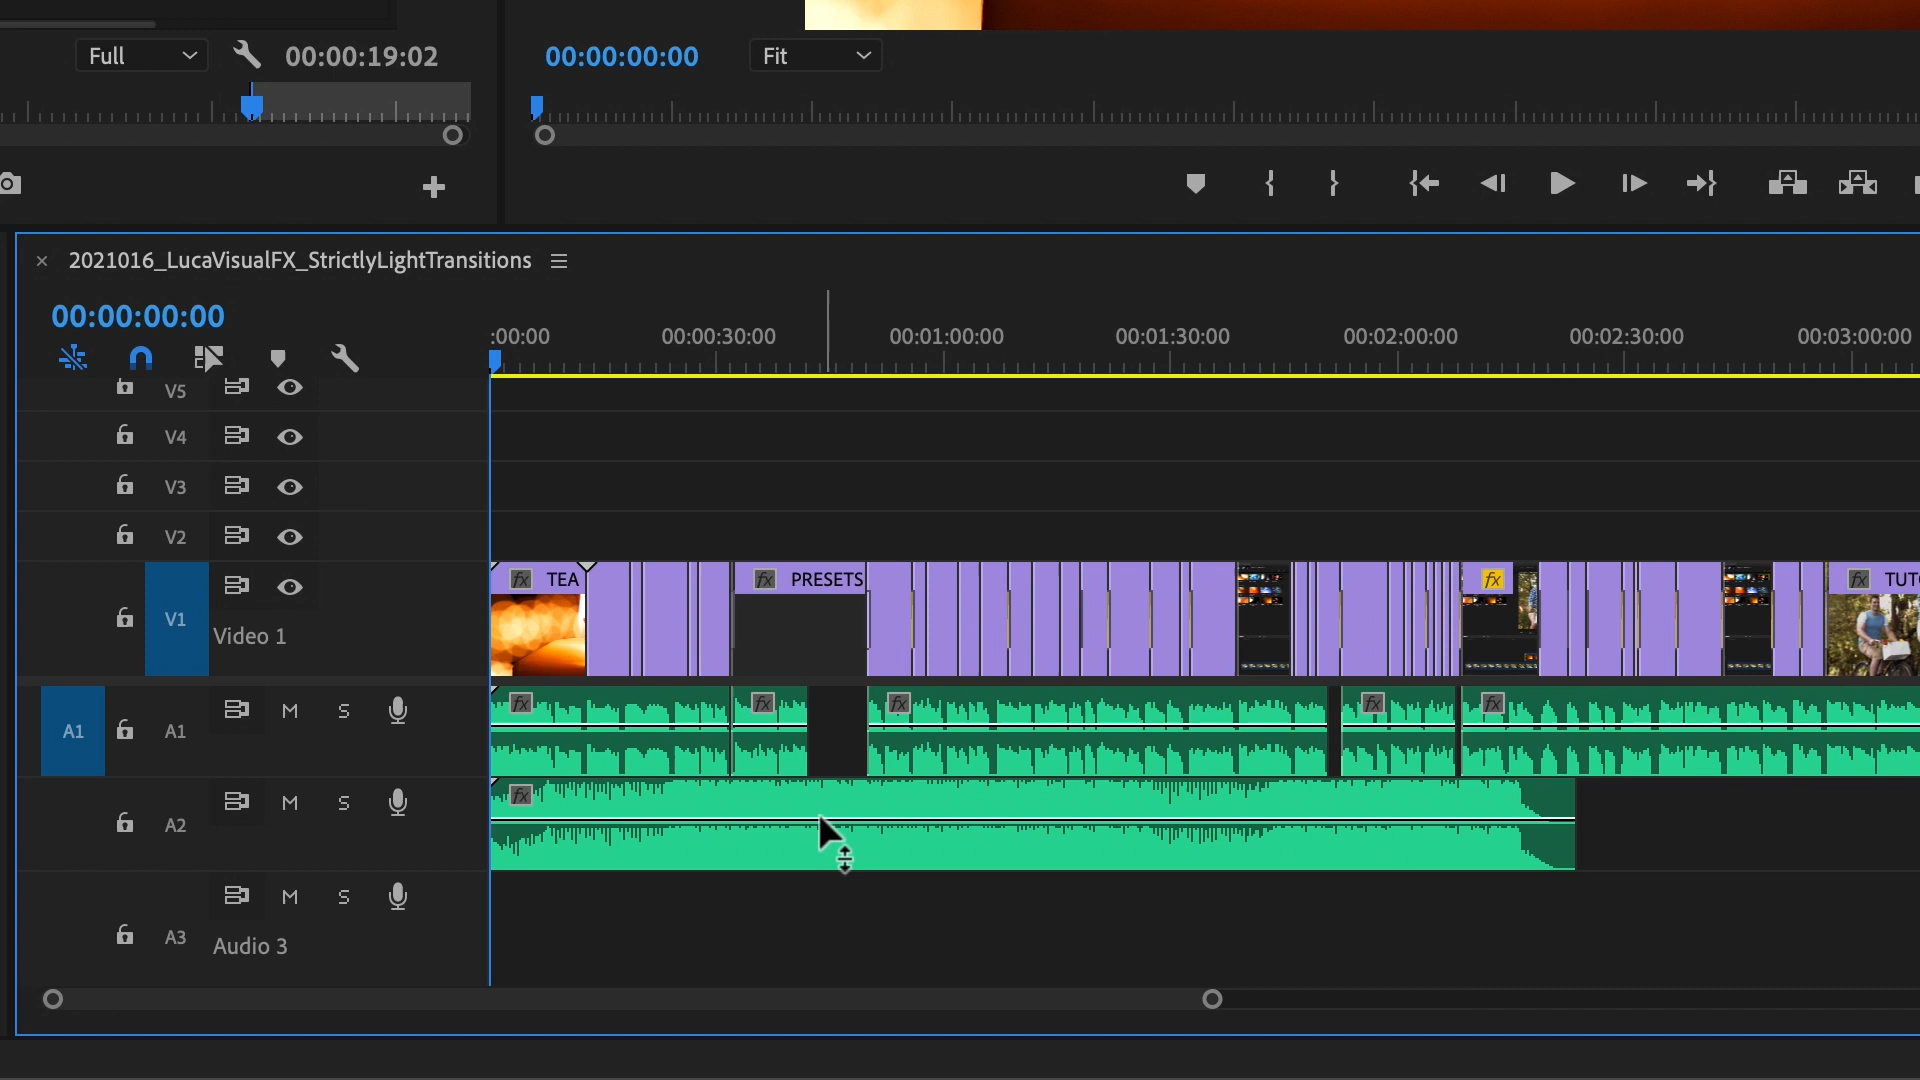 Full
00:00:19:02
00:00:00:00
Fit
2021016_LucaVisualFX_StrictlyLightTransitions
00:00:00:00
:00:00
00:00:30:00
00:01:00:00
00:01:30:00
00:02:00:00
00:02:30:00
00:03:00:00
V5
V4
V3
V2
fx TEA
fx PRESETS
fx
fx TUT
V1
Video 1
fx
fx
fx
fx
fx
M S
A1
A1
fx
M S
A2
M S
A3
Audio 3